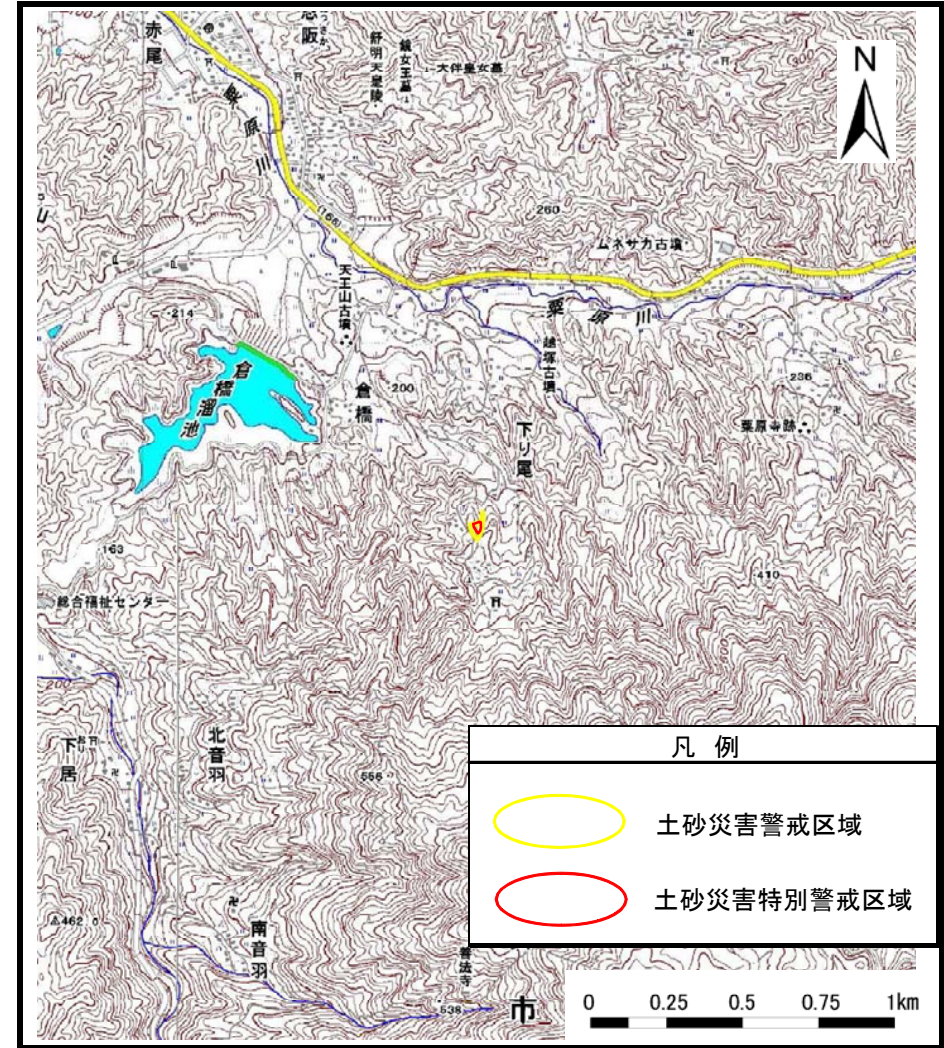 赤尾
忍阪
舒明天皇陵
鏡女王墓
大伴皇女墓
N
粟原川
(166)
260
ムネサカ古墳
天王山古墳
214
粟原川
越塚古墳
倉橋溜池
倉橋
200
236
下り尾
粟原寺跡
163
410
総合福祉センター
200
下居
北音羽
556
462.0
南音羽
善法寺
538
市
凡 例
土砂災害警戒区域
土砂災害特別警戒区域
0 0.25 0.5 0.75 1km